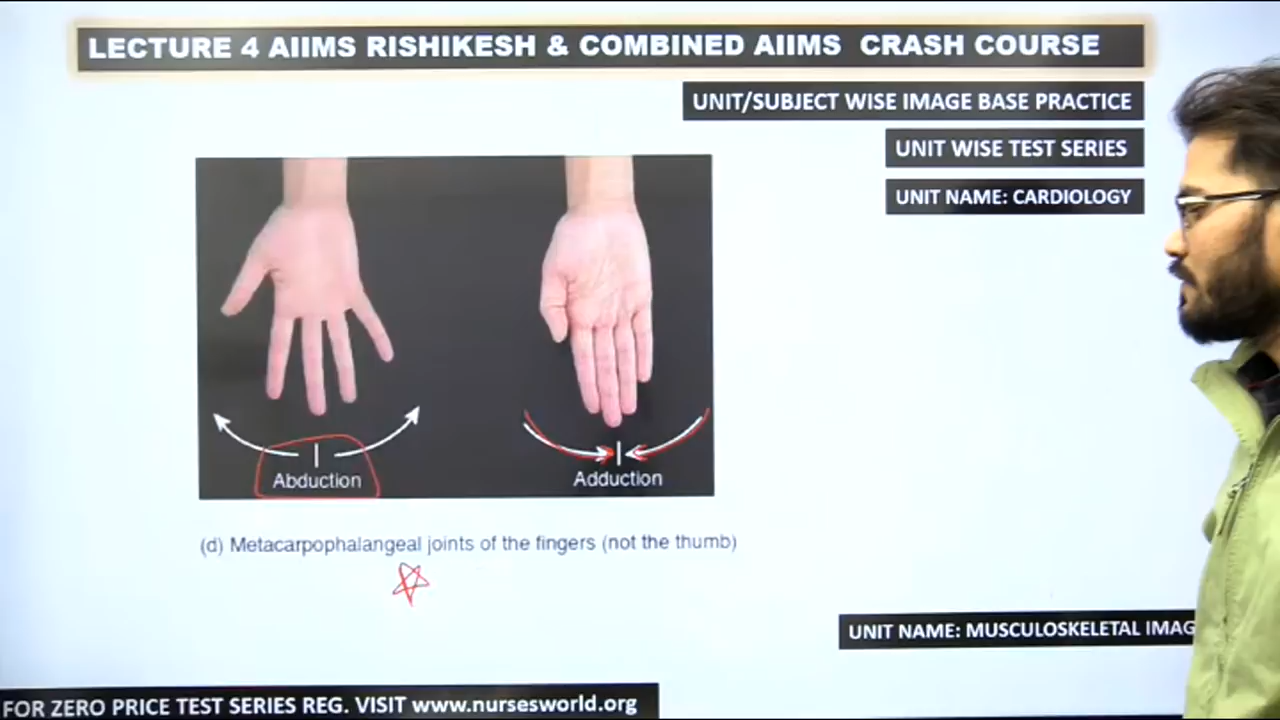 LECTURE 4 AIIMS RISHIKESH & COMBINED AIIMS CRASH COURSE
UNIT/SUBJECT WISE IMAGE BASE PRACTICE
UNIT WISE TEST SERIES
UNIT NAME: CARDIOLOGY
Abduction
Adduction
(d) Metacarpophalangeal joints of the fingers (not the thumb)
UNIT NAME: MUSCULOSKELETAL IMAG
FOR ZERO PRICE TEST SERIES REG. VISIT www.nursesworld.org